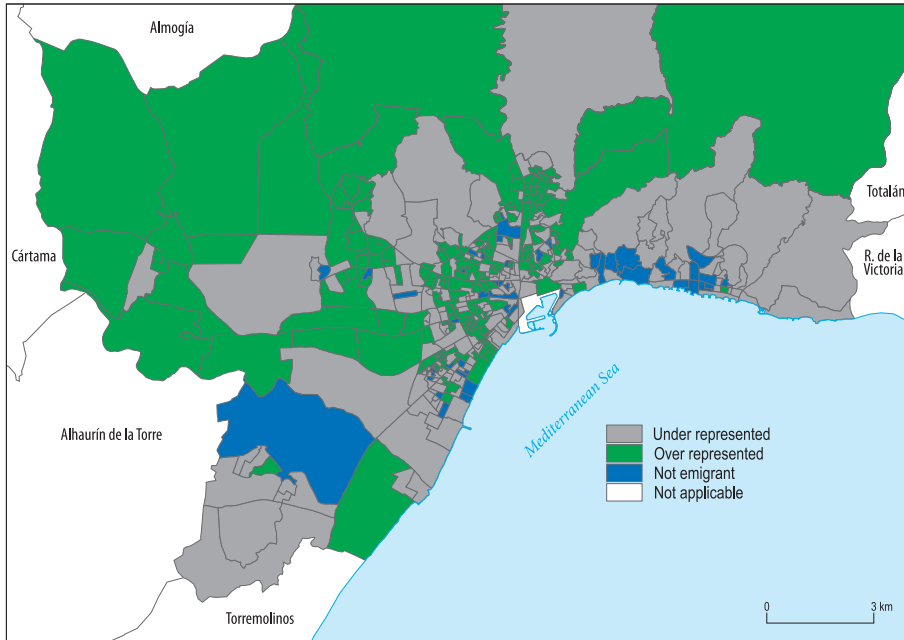 Almogía
Totalán
Cártama
R. de la
Victoria
Mediterranean Sea
Alhaurín de la Torre
Under represented
Over represented
Not emigrant
Not applicable
Torremolinos
0
3 km